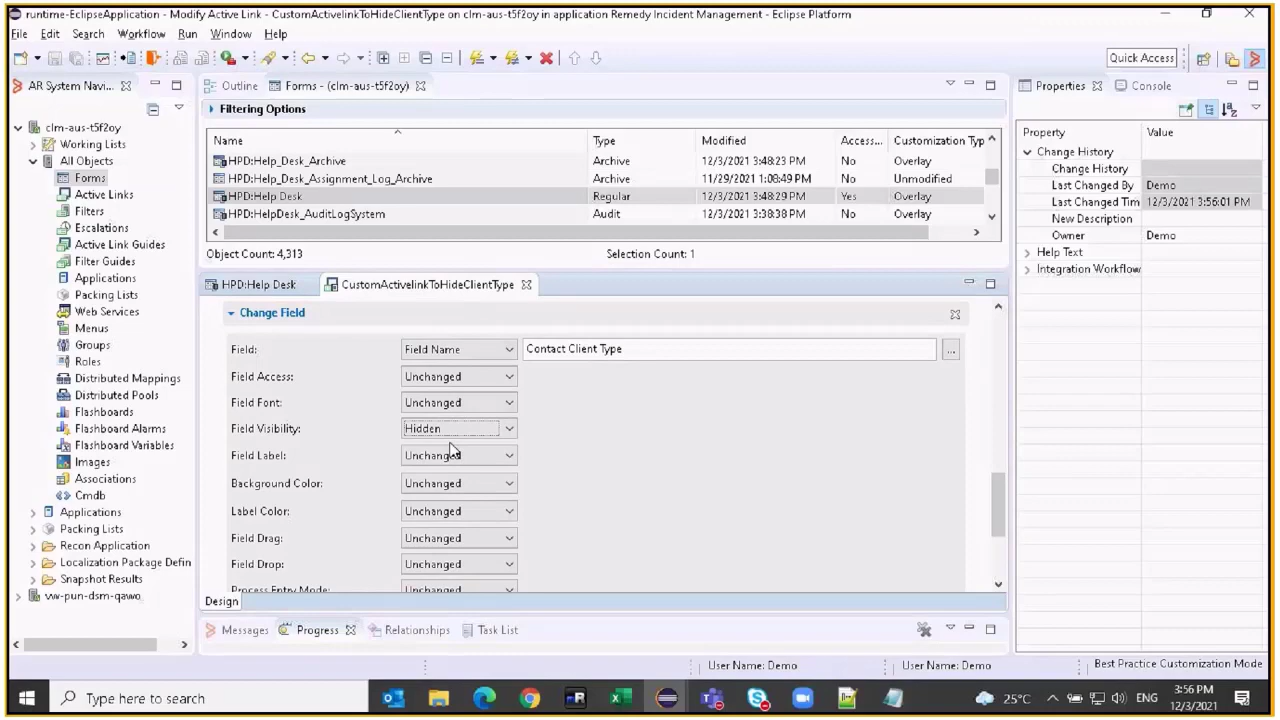 runtime-EclipseApplication - Modify Active Link - CustomActivelinkToHideClientType on clm-aus-t5f2oy in application Remedy Incident Management - Eclipse Platform
File Edit Search Workflow Run Window Help
Quick Access
AR System Navi...
clm-aus-t5f2oy
Working Lists
All Objects
Forms
Active Links
Filters
Escalations
Active Link Guides
Filter Guides
Applications
Packing Lists
Web Services
Menus
Groups
Roles
Distributed Mappings
Distributed Pools
Flashboards
Flashboard Alarms
Flashboard Variables
Images
Associations
Cmdb
Applications
Packing Lists
Recon Application
Localization Package Defin
Snapshot Results
vw-pun-dsm-qawo
Outline Forms - (clm-aus-t5f2oy)
Filtering Options
Name Type Modified Access... Customization Typ
HPD:Help_Desk_Archive Archive 12/3/2021 3:48:23 PM No Overlay
HPD:Help_Desk_Assignment_Log_Archive Archive 11/29/2021 1:08:49 PM No Unmodified
HPD:Help Desk Regular 12/3/2021 3:48:29 PM Yes Overlay
HPD:HelpDesk_AuditLogSystem Audit 12/3/2021 3:38:38 PM No Overlay
Object Count: 4,313 Selection Count: 1
HPD:Help Desk CustomActivelinkToHideClientType
Change Field
Field: Field Name Contact Client Type ...
Field Access: Unchanged
Field Font: Unchanged
Field Visibility: Hidden
Field Label: Unchanged
Background Color: Unchanged
Label Color: Unchanged
Field Drag: Unchanged
Field Drop: Unchanged
Process Entry Mode: Unchanged
Design
Messages Progress Relationships Task List
Properties Console
Property Value
Change History
Change History
Last Changed By Demo
Last Changed Tim 12/3/2021 3:56:01 PM
New Description
Owner Demo
Help Text
Integration Workflow
User Name: Demo User Name: Demo Best Practice Customization Mode
Type here to search
25°C ENG 3:56 PM
12/3/2021